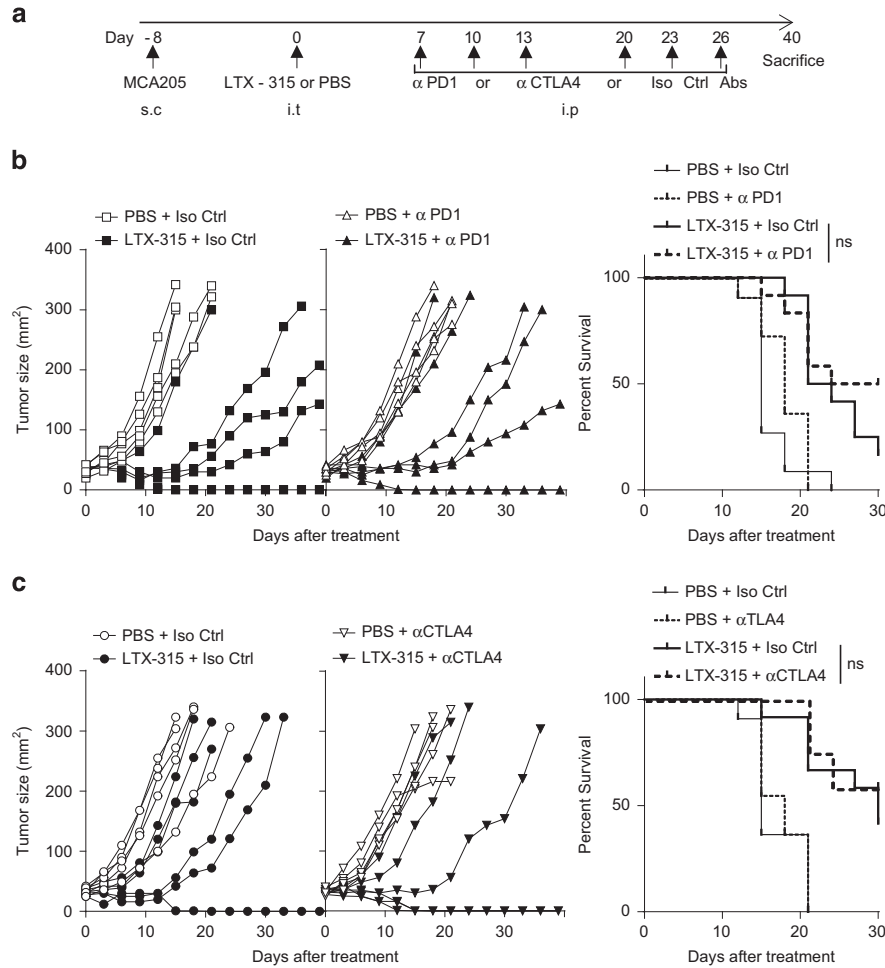 a
Day -8 0 7 10 13 20 23 26 40
Sacrifice
MCA205 LTX - 315 or PBS α PD1 or α CTLA4 or Iso Ctrl Abs
s.c i.t i.p
b
PBS + Iso Ctrl
LTX-315 + Iso Ctrl
PBS + α PD1
LTX-315 + α PD1
PBS + Iso Ctrl
PBS + α PD1
LTX-315 + Iso Ctrl
LTX-315 + α PD1
ns
Tumor size (mm²)
400
300
200
100
0
0 10 20 30
0 10 20 30
Days after treatment
Days after treatment
Percent Survival
100
50
0
0 10 20 30
Days after treatment
c
PBS + Iso Ctrl
LTX-315 + Iso Ctrl
PBS + αCTLA4
LTX-315 + αCTLA4
PBS + Iso Ctrl
PBS + αTLA4
LTX-315 + Iso Ctrl
LTX-315 + αCTLA4
ns
Tumor size (mm²)
400
300
200
100
0
0 10 20 30
0 10 20 30
Days after treatment
Days after treatment
Percent Survival
100
50
0
0 10 20 30
Days after treatment